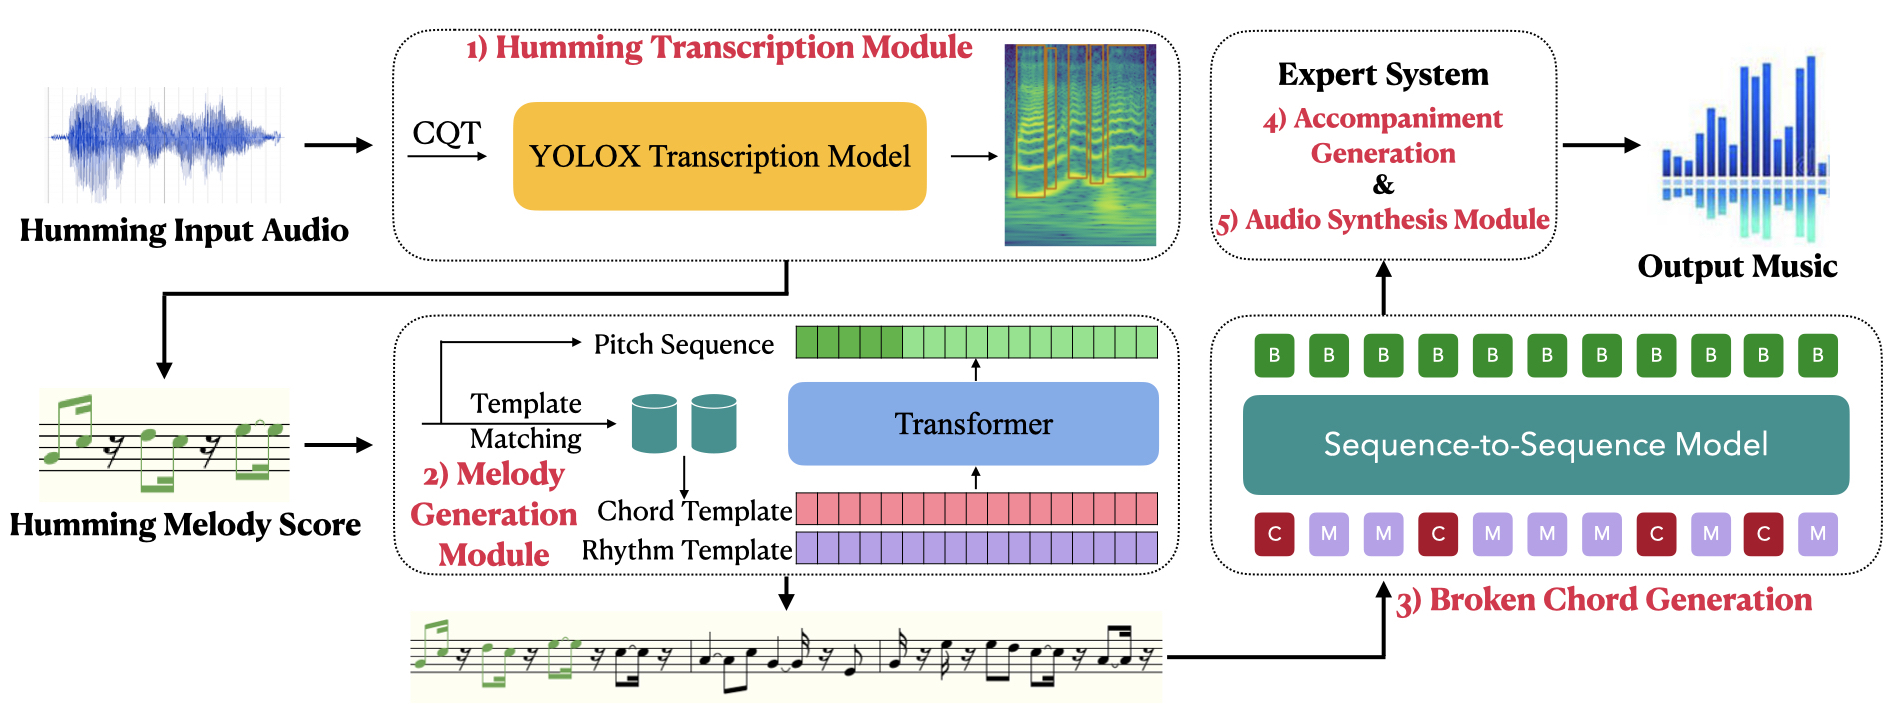 1) Humming Transcription Module
CQT
YOLOX Transcription Model
Humming Input Audio
Expert System
4) Accompaniment
Generation
&
5) Audio Synthesis Module
Output Music
Humming Melody Score
Pitch Sequence
Template
Matching
Transformer
2) Melody
Generation
Module
Chord Template
Rhythm Template
B B B B B B B B B B B
Sequence-to-Sequence Model
C M M C M M M C M C M
3) Broken Chord Generation